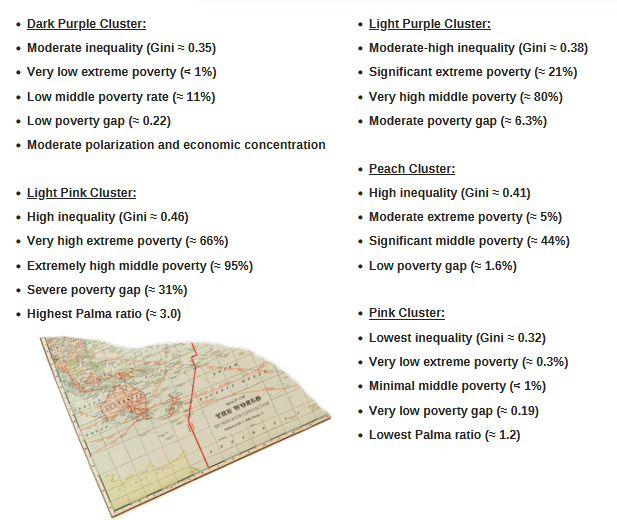 Dark Purple Cluster:
Moderate inequality (Gini ≈ 0.35)
Very low extreme poverty (< 1%)
Low middle poverty rate (≈ 11%)
Low poverty gap (≈ 0.22)
Moderate polarization and economic concentration
Light Pink Cluster:
High inequality (Gini ≈ 0.46)
Very high extreme poverty (≈ 66%)
Extremely high middle poverty (≈ 95%)
Severe poverty gap (≈ 31%)
Highest Palma ratio (≈ 3.0)
Light Purple Cluster:
Moderate-high inequality (Gini ≈ 0.38)
Significant extreme poverty (≈ 21%)
Very high middle poverty (≈ 80%)
Moderate poverty gap (≈ 6.3%)
Peach Cluster:
High inequality (Gini ≈ 0.41)
Moderate extreme poverty (≈ 5%)
Significant middle poverty (≈ 44%)
Low poverty gap (≈ 1.6%)
Pink Cluster:
Lowest inequality (Gini ≈ 0.32)
Very low extreme poverty (≈ 0.3%)
Minimal middle poverty (< 1%)
Very low poverty gap (≈ 0.19)
Lowest Palma ratio (≈ 1.2)
MAP OF
THE WORLD